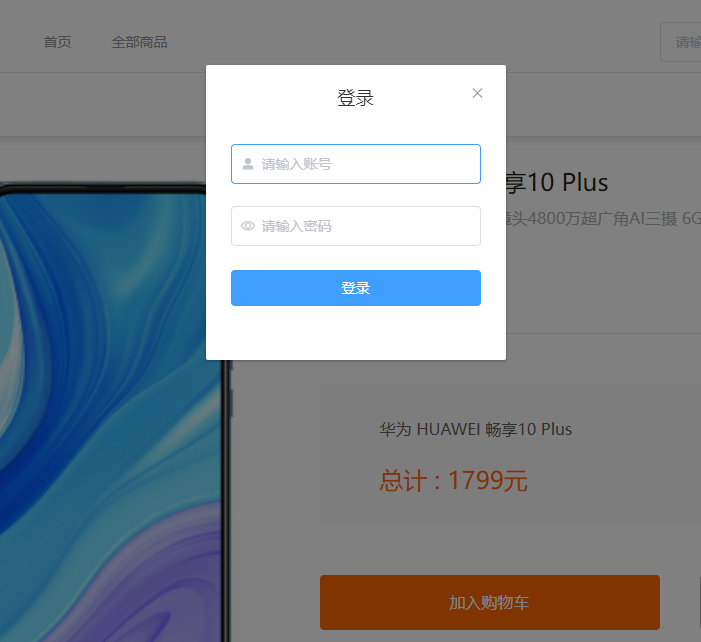 首页 全部商品 请输
登录
请输入账号
享10 Plus
头4800万超广角AI三摄 6G
请输入密码
登录
华为 HUAWEI 畅享10 Plus
总计：1799元
加入购物车